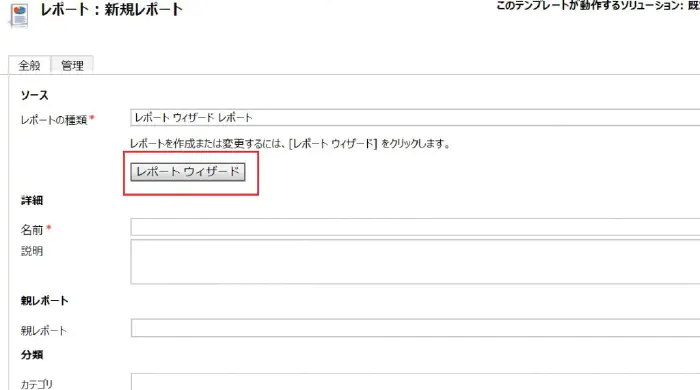 レポート : 新規レポート
このテンプレートが動作するソリューション: 既
全般 管理
ソース
レポートの種類* レポート ウィザード レポート
レポートを作成または変更するには、[レポート ウィザード] をクリックします。
レポート ウィザード
詳細
名前*
説明
親レポート
親レポート
分類
カテゴリ